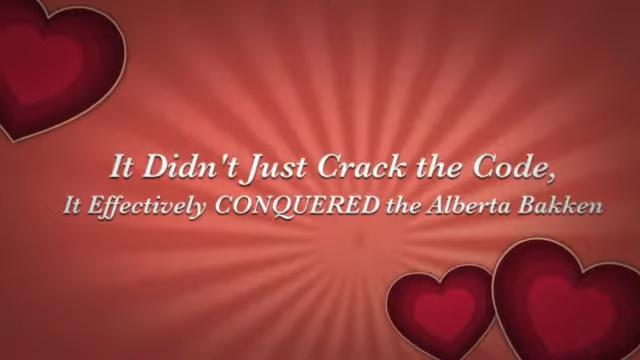 It Didn't Just Crack the Code,
It Effectively CONQUERED the Alberta Bakken